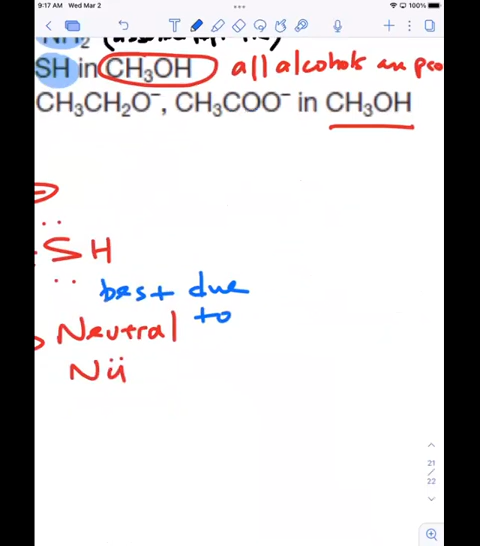 9:17 AM Wed Mar 2
100%
SH in CH₃OH all alcohols are pro
CH₃CH₂O⁻, CH₃COO⁻ in CH₃OH
SH
best due
to
Neutral
Nü
21
/
22